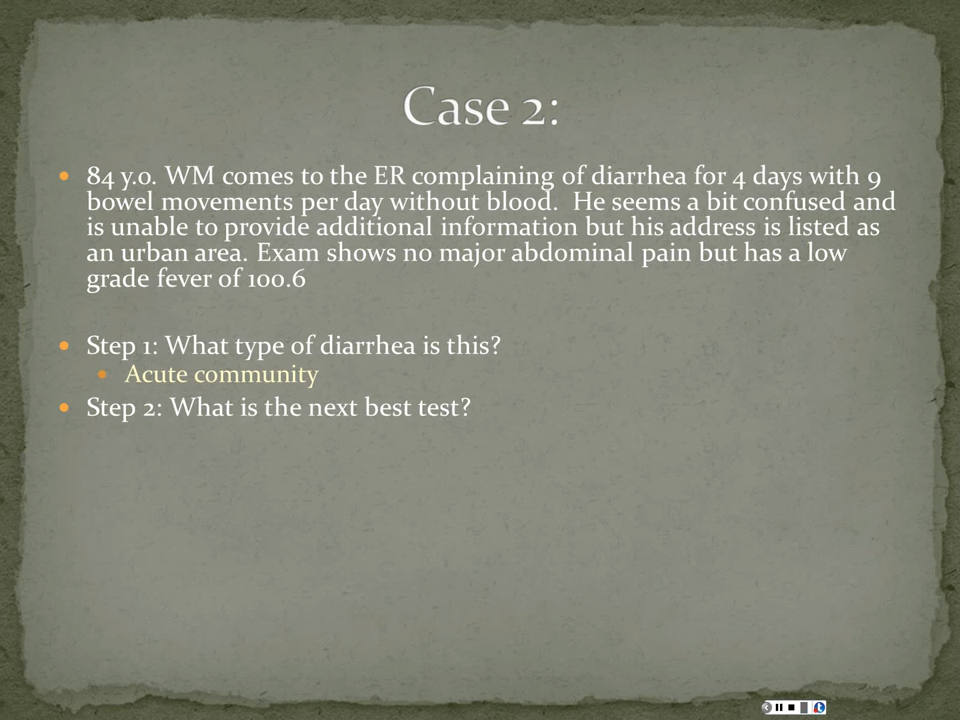 Case 2:
84 y.o. WM comes to the ER complaining of diarrhea for 4 days with 9
bowel movements per day without blood.  He seems a bit confused and
is unable to provide additional information but his address is listed as
an urban area. Exam shows no major abdominal pain but has a low
grade fever of 100.6
Step 1: What type of diarrhea is this?
Acute community
Step 2: What is the next best test?